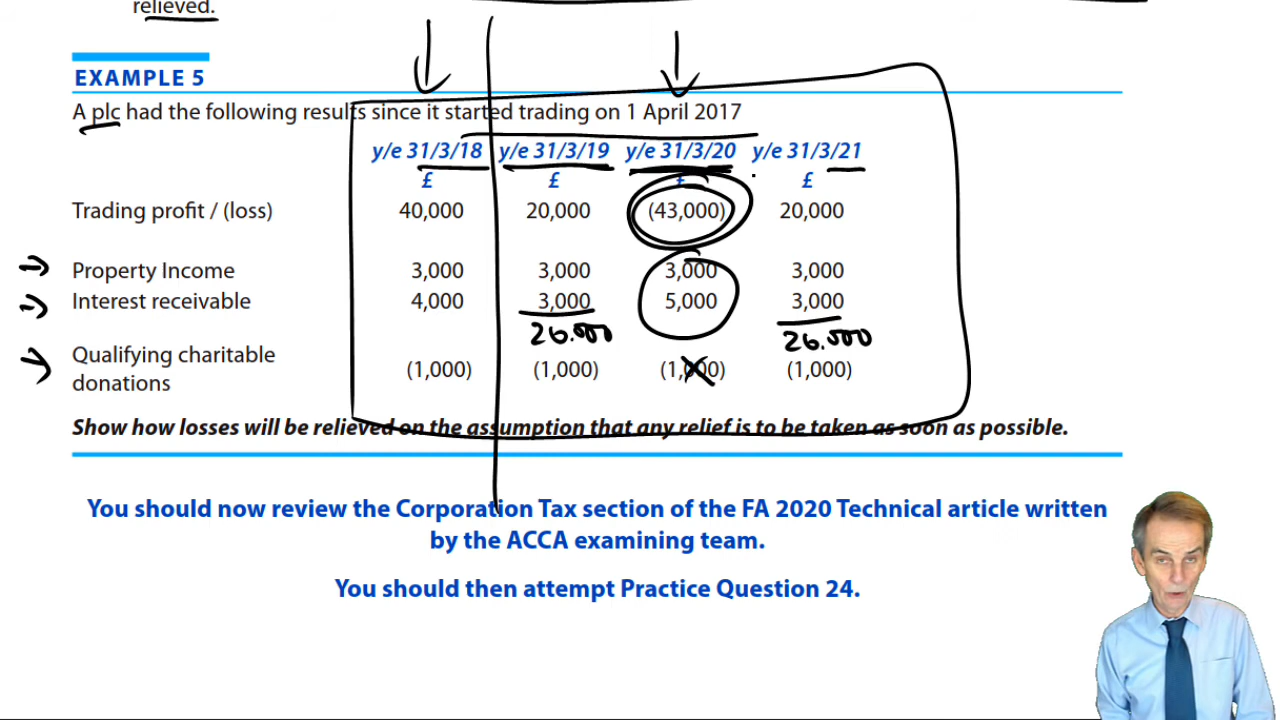 relieved.
EXAMPLE 5
A plc had the following results since it started trading on 1 April 2017
y/e 31/3/18 y/e 31/3/19 y/e 31/3/20 y/e 31/3/21
£ £ £ £
Trading profit / (loss) 40,000 20,000 (43,000) 20,000
Property Income 3,000 3,000 3,000 3,000
Interest receivable 4,000 3,000 5,000 3,000
26.000 26.000
Qualifying charitable
donations (1,000) (1,000) (1,000) (1,000)
Show how losses will be relieved on the assumption that any relief is to be taken as soon as possible.
You should now review the Corporation Tax section of the FA 2020 Technical article written
by the ACCA examining team.
You should then attempt Practice Question 24.